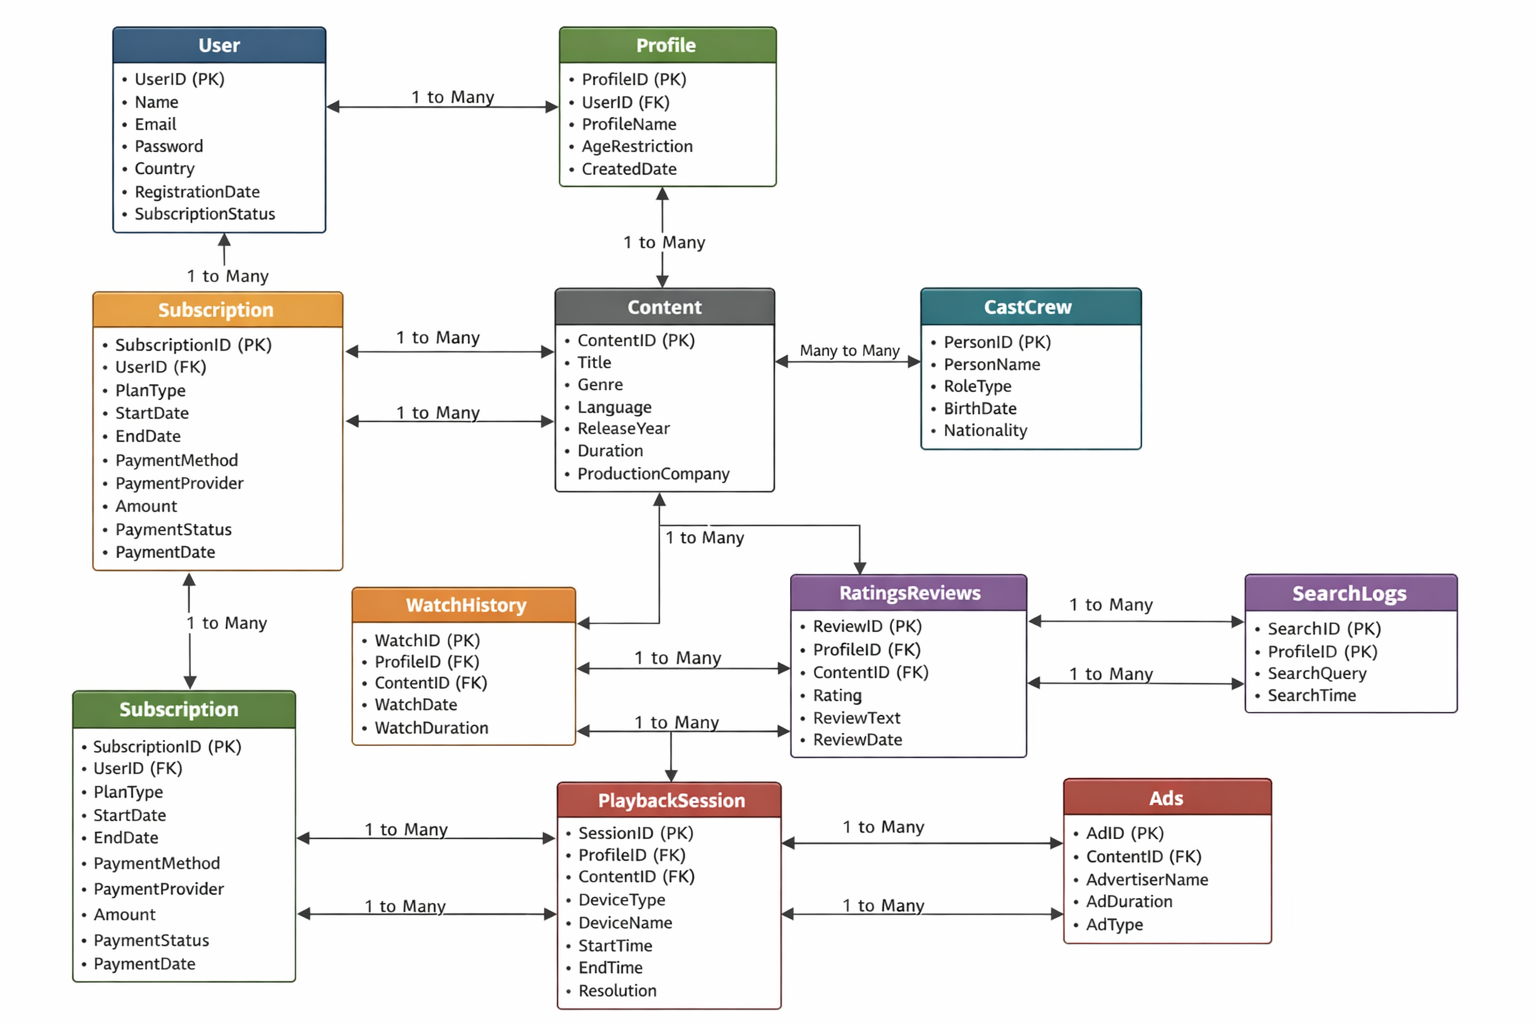 User
• UserID (PK)
• Name
• Email
• Password
• Country
• RegistrationDate
• SubscriptionStatus
1 to Many
Profile
• ProfileID (PK)
• UserID (FK)
• ProfileName
• AgeRestriction
• CreatedDate
1 to Many
1 to Many
Subscription
• SubscriptionID (PK)
• UserID (FK)
• PlanType
• StartDate
• EndDate
• PaymentMethod
• PaymentProvider
• Amount
• PaymentStatus
• PaymentDate
1 to Many
1 to Many
Content
• ContentID (PK)
• Title
• Genre
• Language
• ReleaseYear
• Duration
• ProductionCompany
Many to Many
CastCrew
• PersonID (PK)
• PersonName
• RoleType
• BirthDate
• Nationality
1 to Many
1 to Many
WatchHistory
• WatchID (PK)
• ProfileID (FK)
• ContentID (FK)
• WatchDate
• WatchDuration
1 to Many
1 to Many
RatingsReviews
• ReviewID (PK)
• ProfileID (FK)
• ContentID (FK)
• Rating
• ReviewText
• ReviewDate
1 to Many
1 to Many
SearchLogs
• SearchID (PK)
• ProfileID (PK)
• SearchQuery
• SearchTime
Subscription
• SubscriptionID (PK)
• UserID (FK)
• PlanType
• StartDate
• EndDate
• PaymentMethod
• PaymentProvider
• Amount
• PaymentStatus
• PaymentDate
1 to Many
1 to Many
PlaybackSession
• SessionID (PK)
• ProfileID (FK)
• ContentID (FK)
• DeviceType
• DeviceName
• StartTime
• EndTime
• Resolution
1 to Many
1 to Many
Ads
• AdID (PK)
• ContentID (FK)
• AdvertiserName
• AdDuration
• AdType